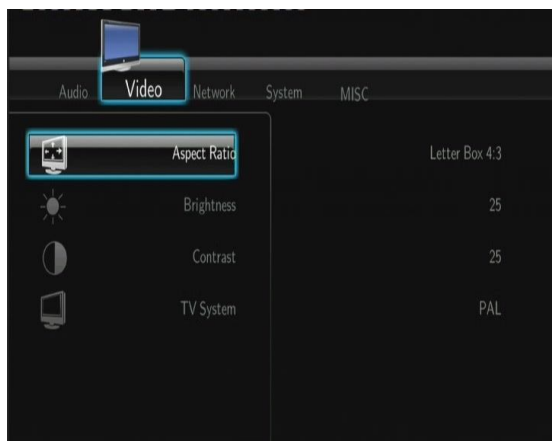 Audio Video Network System MISC
Aspect Ratio Letter Box 4:3
Brightness 25
Contrast 25
TV System PAL